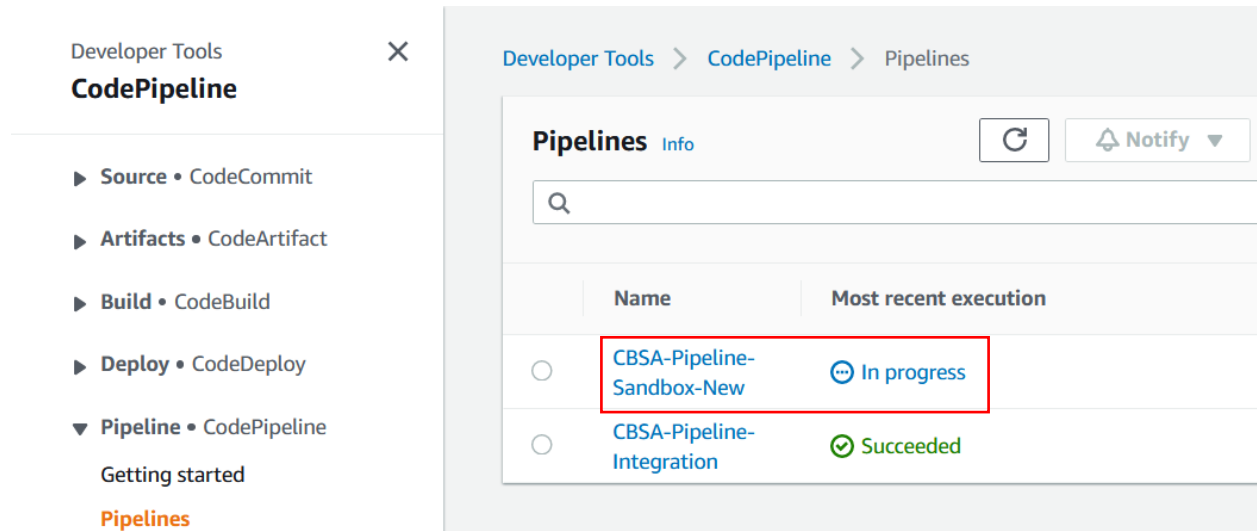 Developer Tools
CodePipeline
Source • CodeCommit
Artifacts • CodeArtifact
Build • CodeBuild
Deploy • CodeDeploy
Pipeline • CodePipeline
Getting started
Pipelines
Developer Tools > CodePipeline > Pipelines
Pipelines Info
Notify
Name Most recent execution
CBSA-Pipeline-
Sandbox-New
In progress
CBSA-Pipeline-
Integration
Succeeded